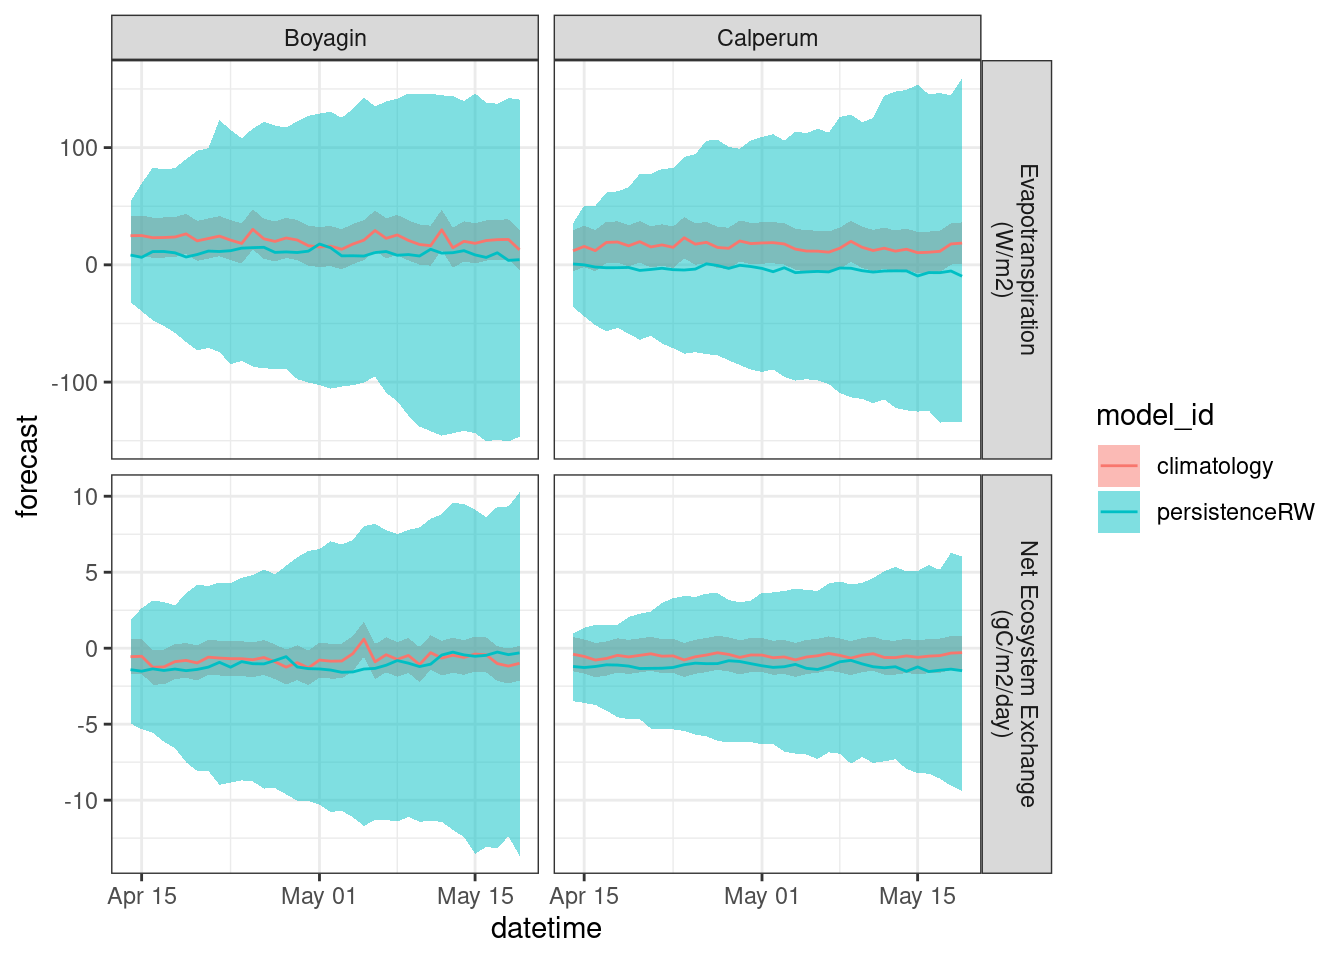 Boyagin
Calperum
100
0
-100
Evapotranspiration
(W/m2)
10
5
0
-5
-10
Net Ecosystem Exchange
(gC/m2/day)
forecast
Apr 15
May 01
May 15
Apr 15
May 01
May 15
datetime
model_id
climatology
persistenceRW